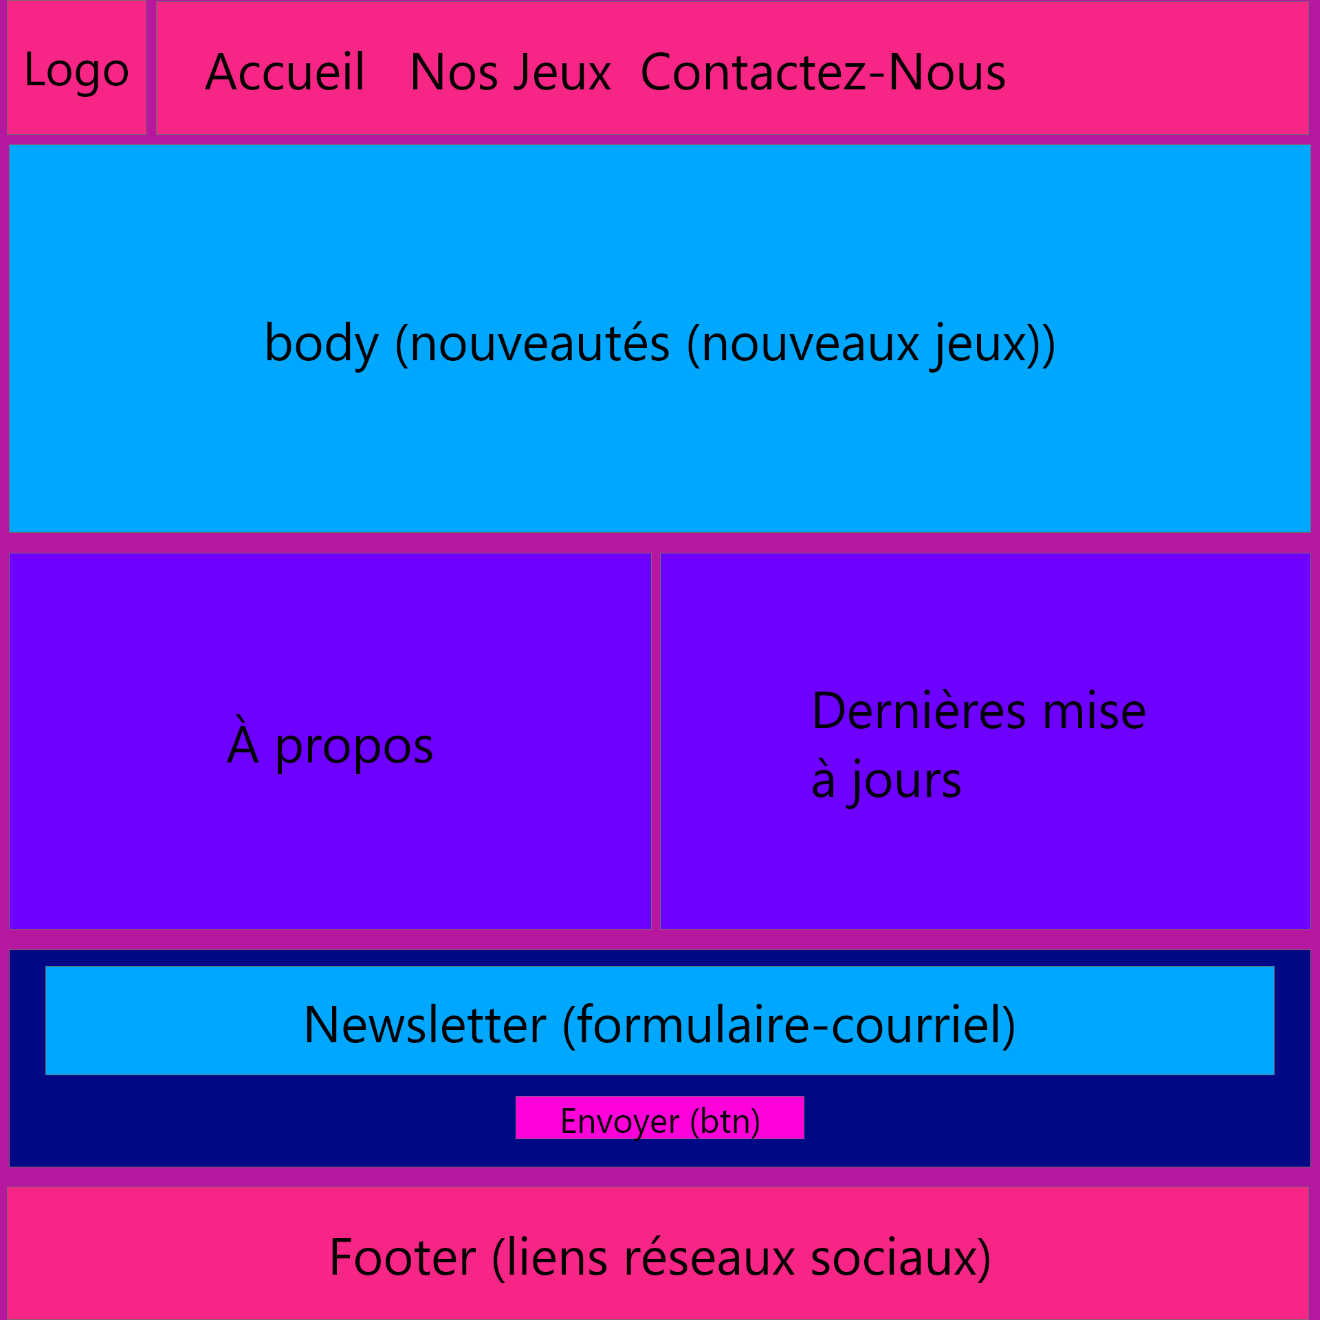 Logo
Accueil Nos Jeux Contactez-Nous
body (nouveautés (nouveaux jeux))
À propos
Dernières mise
à jours
Newsletter (formulaire-courriel)
Envoyer (btn)
Footer (liens réseaux sociaux)